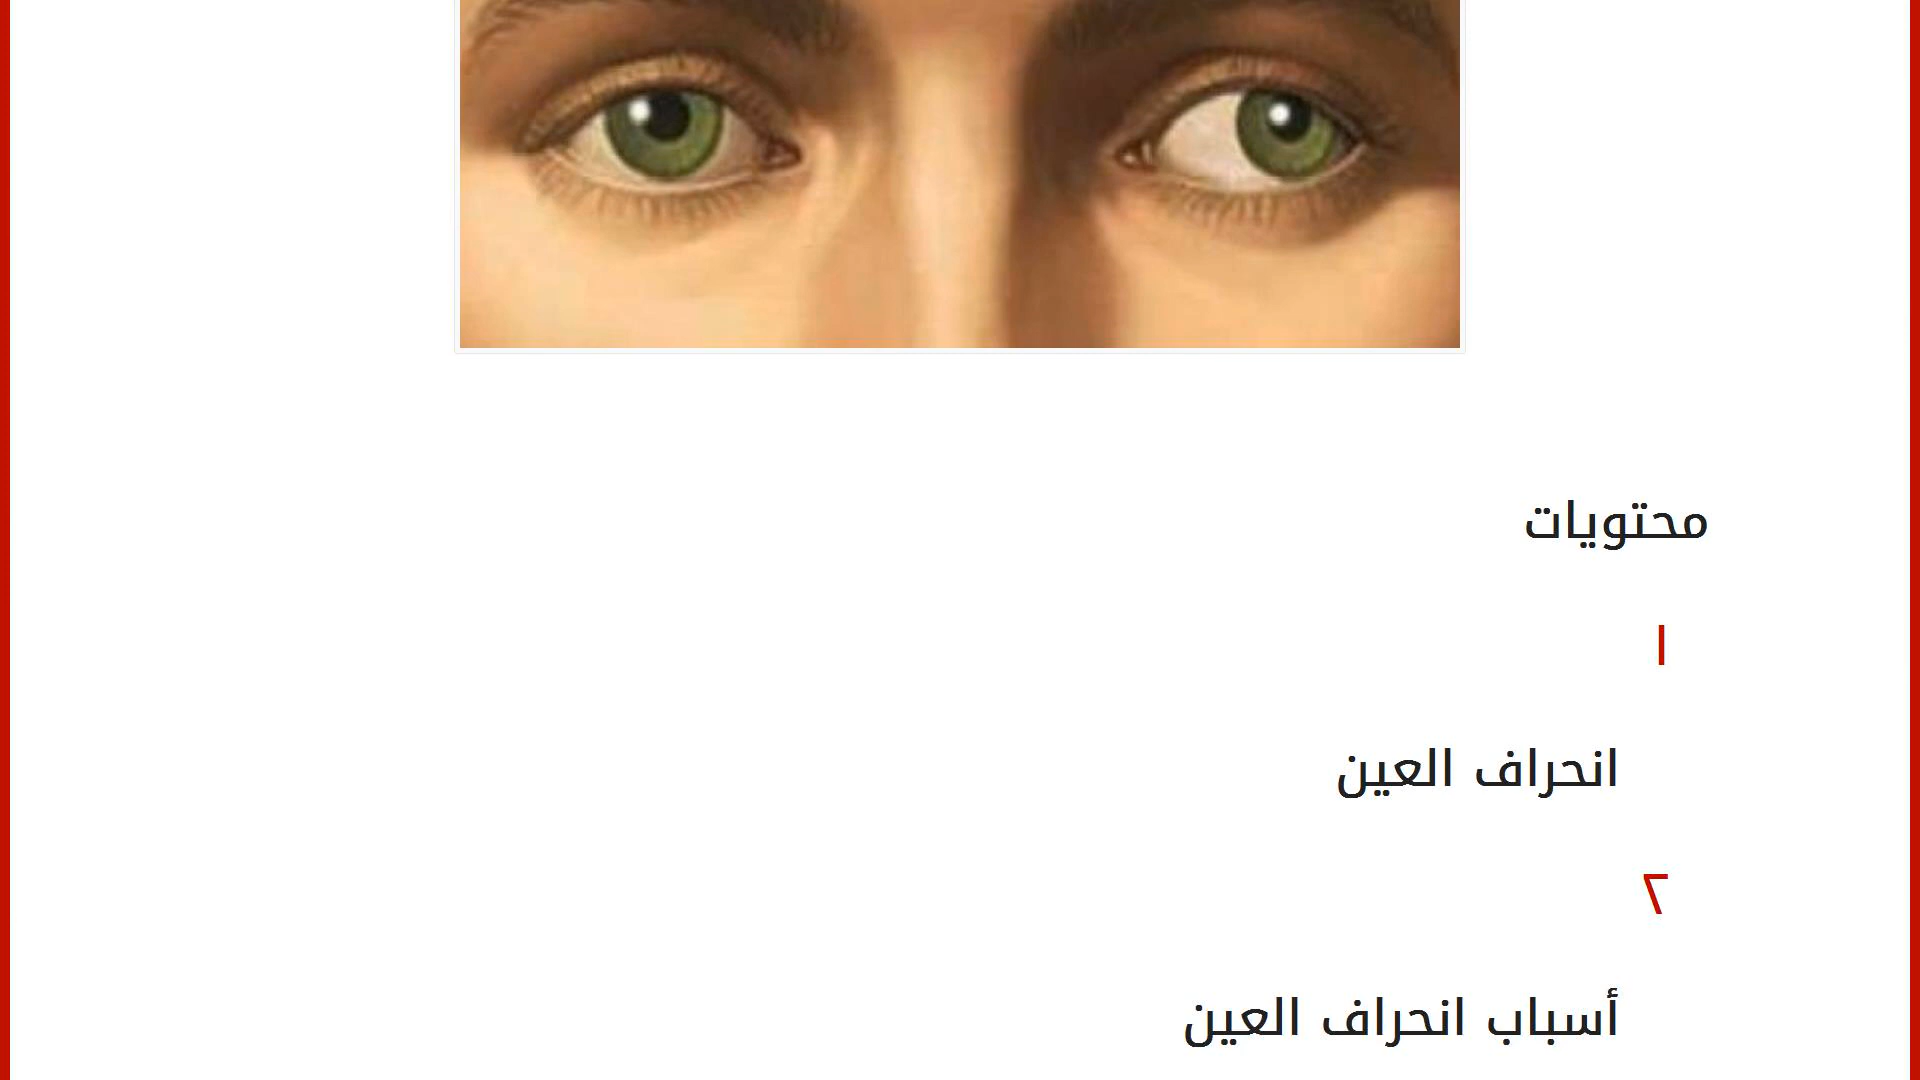 محتويات
١
انحراف العين
٢
أسباب انحراف العين